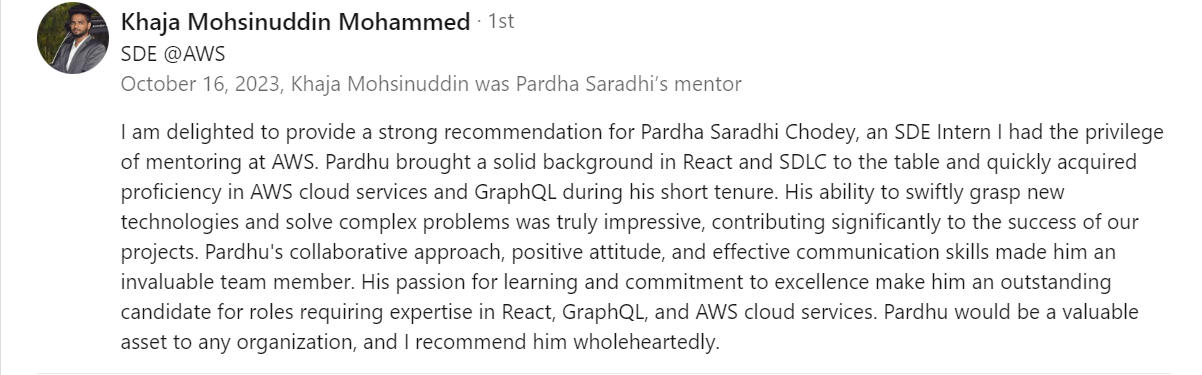 Khaja Mohsinuddin Mohammed · 1st
SDE @AWS
October 16, 2023, Khaja Mohsinuddin was Pardha Saradhi’s mentor
I am delighted to provide a strong recommendation for Pardha Saradhi Chodey, an SDE Intern I had the privilege
of mentoring at AWS. Pardhu brought a solid background in React and SDLC to the table and quickly acquired
proficiency in AWS cloud services and GraphQL during his short tenure. His ability to swiftly grasp new
technologies and solve complex problems was truly impressive, contributing significantly to the success of our
projects. Pardhu's collaborative approach, positive attitude, and effective communication skills made him an
invaluable team member. His passion for learning and commitment to excellence make him an outstanding
candidate for roles requiring expertise in React, GraphQL, and AWS cloud services. Pardhu would be a valuable
asset to any organization, and I recommend him wholeheartedly.